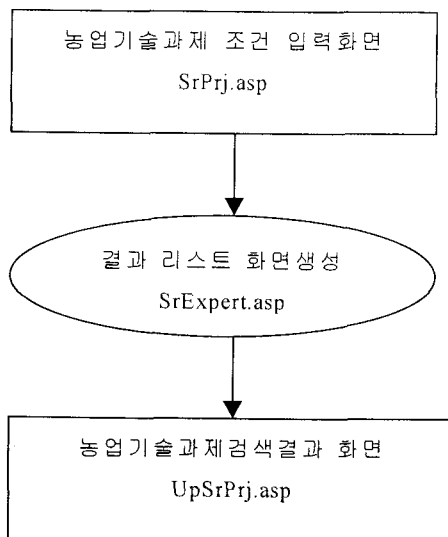 농업기술과제 조건 입력화면
SrPrj.asp
결과 리스트 화면생성
SrExpert.asp
농업기술과제검색결과 화면
UpSrPrj.asp